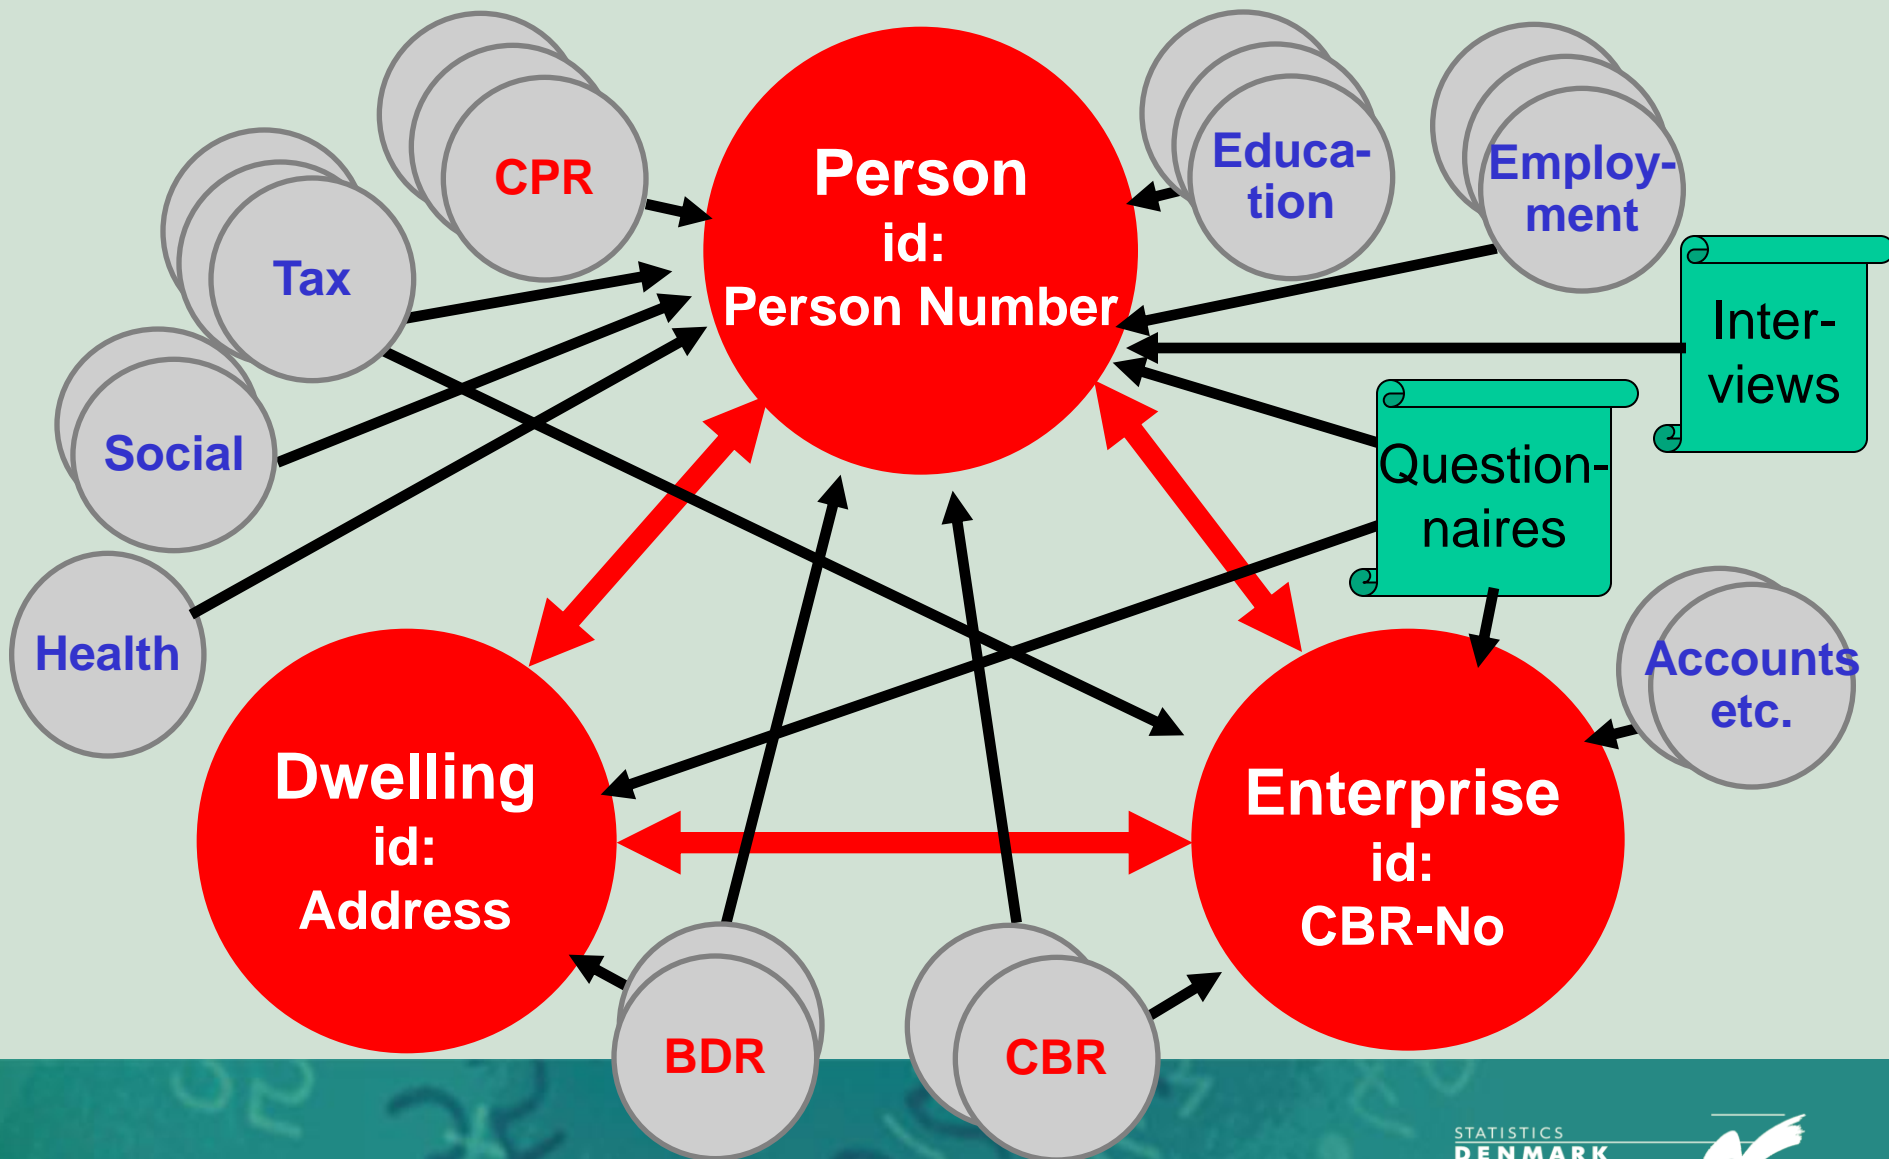 CPR
Person
id:
Person Number
Educa-
tion
Employ-
ment
Tax
Inter-
views
Social
Question-
naires
Health
Accounts
etc.
Dwelling
id:
Address
Enterprise
id:
CBR-No
BDR
CBR
STATISTICS
DENMARK